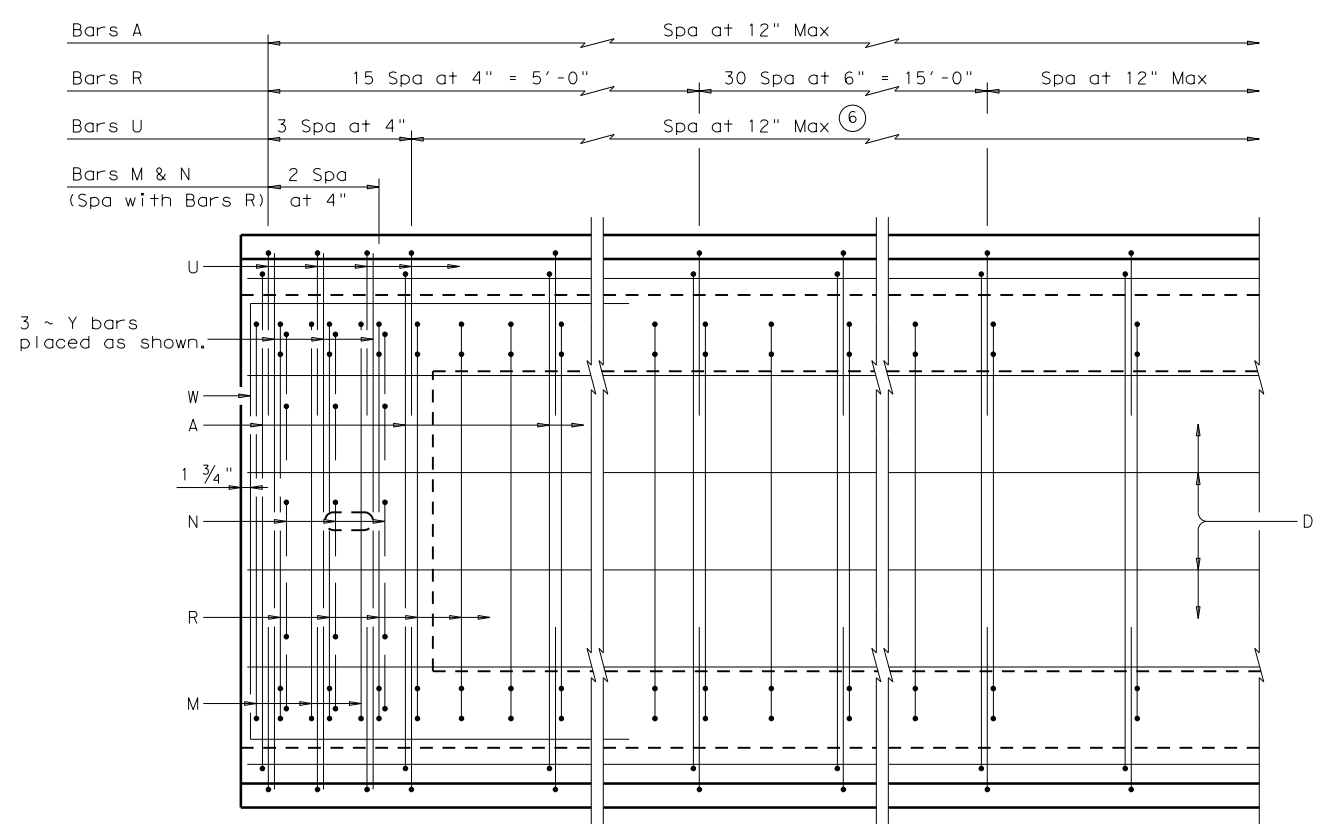 Bars A
Spa at 12" Max
Bars R
15 Spa at 4" = 5'-0"
30 Spa at 6" = 15'-0"
Spa at 12" Max
Bars U
3 Spa at 4"
Spa at 12" Max
6
Bars M & N
2 Spa
(Spa with Bars R)
at 4"
U
3 ~ Y bars
placed as shown.
W
A
1 3/4"
N
D
R
M